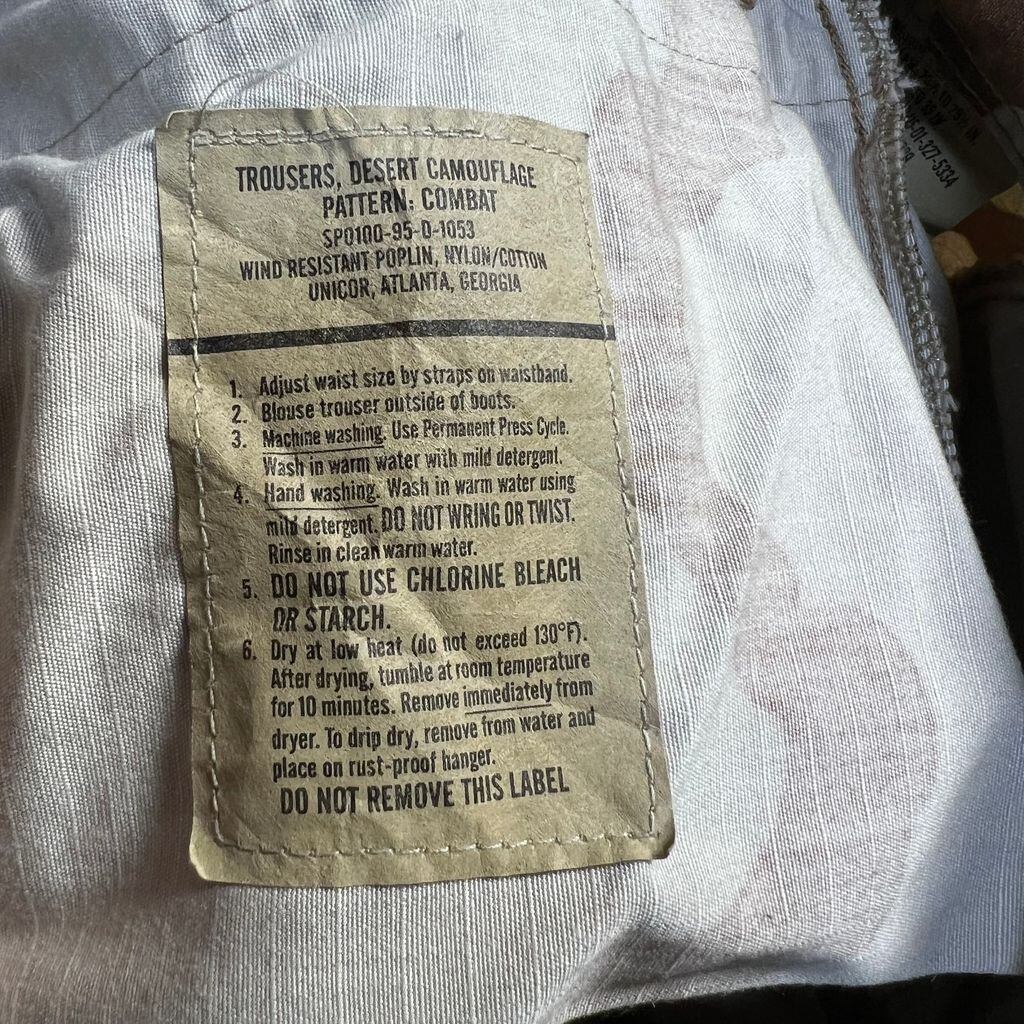 TROUSERS, DESERT CAMOUFLAGE
PATTERN: COMBAT
SPO100-95-D-1053
WIND RESISTANT POPLIN, NYLON/COTTON
UNICOR, ATLANTA, GEORGIA
1. Adjust waist size by straps on waistband.
2. Blouse trouser outside of boots.
3. Machine washing. Use Permanent Press Cycle.
Wash in warm water with mild detergent.
4. Hand washing. Wash in warm water using
mild detergent. DO NOT WRING OR TWIST.
Rinse in clean warm water.
5. DO NOT USE CHLORINE BLEACH
OR STARCH.
6. Dry at low heat (do not exceed 130°F).
After drying, tumble at room temperature
for 10 minutes. Remove immediately from
dryer. To drip dry, remove from water and
place on rust-proof hanger.
DO NOT REMOVE THIS LABEL
01-327-5334